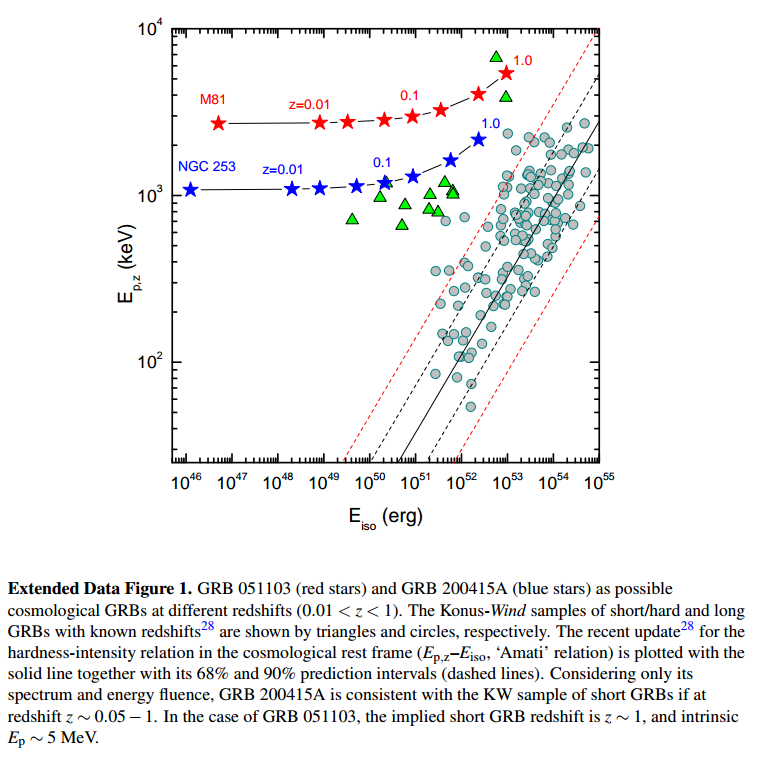 10⁴
1.0
M81
z=0.01
0.1
1.0
NGC 253
z=0.01
0.1
10³
E_p,z (keV)
10²
10⁴⁶ 10⁴⁷ 10⁴⁸ 10⁴⁹ 10⁵⁰ 10⁵¹ 10⁵² 10⁵³ 10⁵⁴ 10⁵⁵
E_iso (erg)
Extended Data Figure 1. GRB 051103 (red stars) and GRB 200415A (blue stars) as possible
cosmological GRBs at different redshifts (0.01 < z < 1). The Konus-Wind samples of short/hard and long
GRBs with known redshifts²⁸ are shown by triangles and circles, respectively. The recent update²⁸ for the
hardness-intensity relation in the cosmological rest frame (E_p,z–E_iso, ‘Amati’ relation) is plotted with the
solid line together with its 68% and 90% prediction intervals (dashed lines). Considering only its
spectrum and energy fluence, GRB 200415A is consistent with the KW sample of short GRBs if at
redshift z ∼ 0.05 − 1. In the case of GRB 051103, the implied short GRB redshift is z ∼ 1, and intrinsic
E_p ∼ 5 MeV.